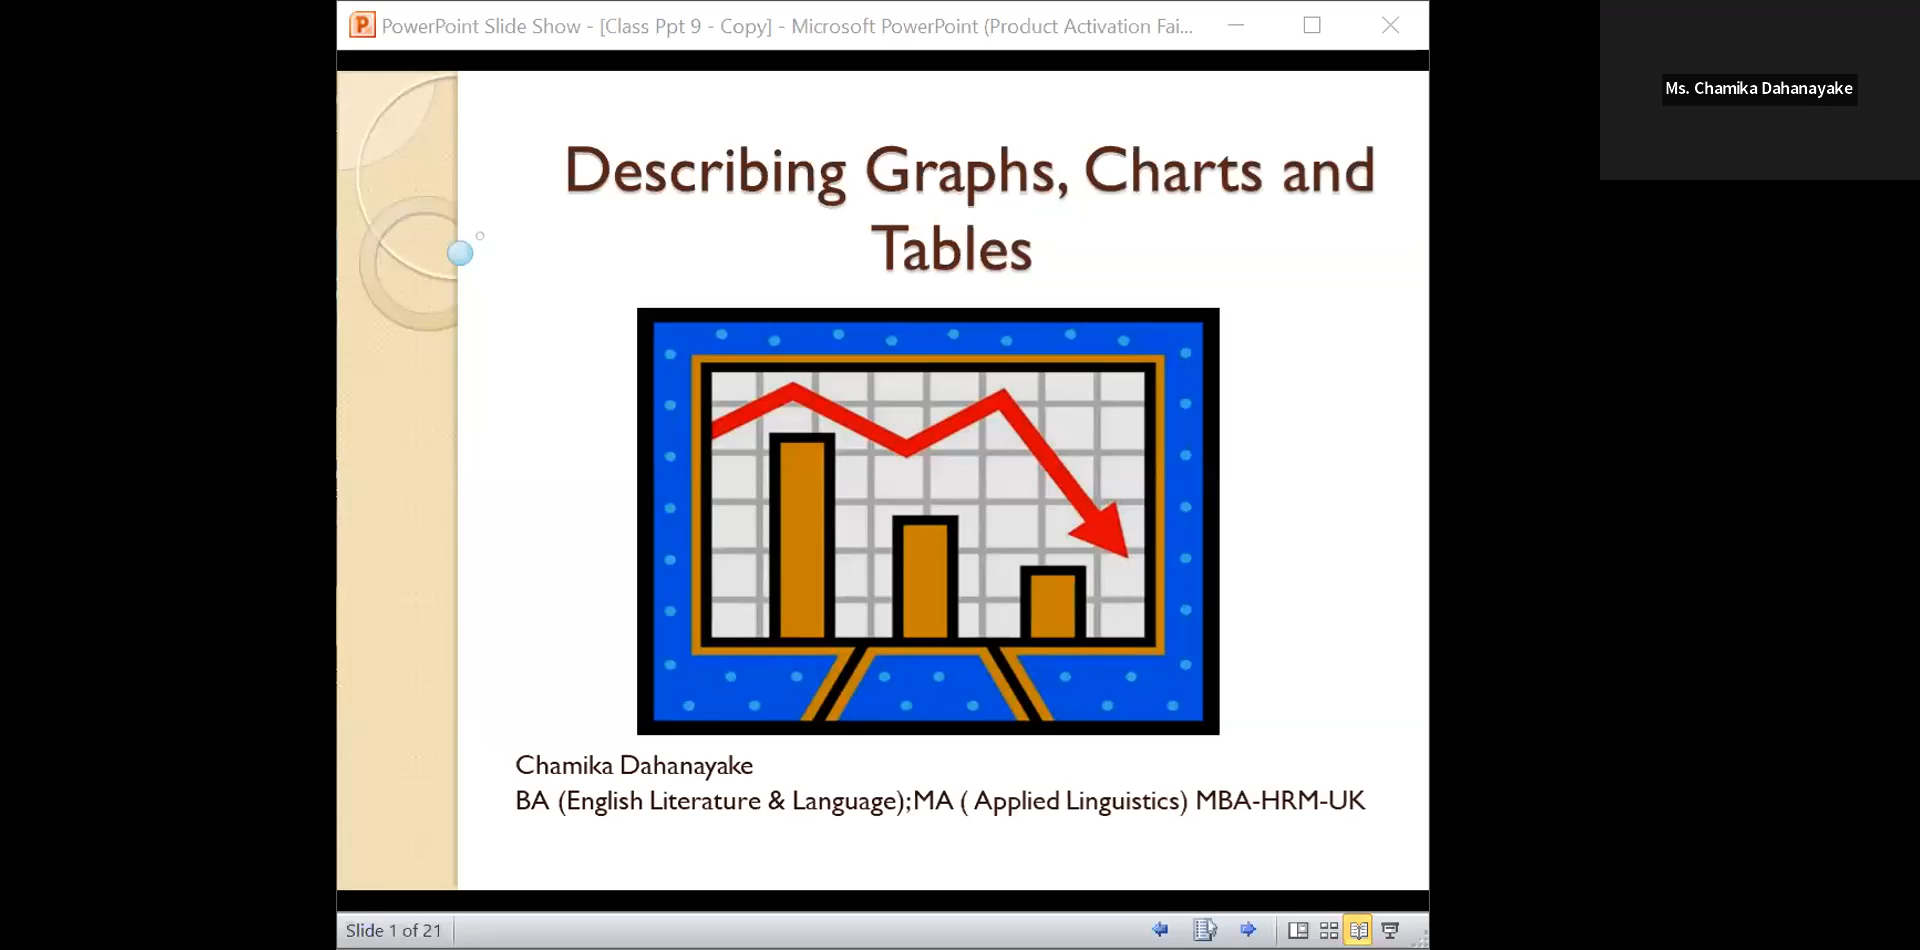 PowerPoint Slide Show - [Class Ppt 9 - Copy] - Microsoft PowerPoint (Product Activation Fai...
Ms. Chamika Dahanayake
Describing Graphs, Charts and
Tables
Chamika Dahanayake
BA (English Literature & Language);MA ( Applied Linguistics) MBA-HRM-UK
Slide 1 of 21